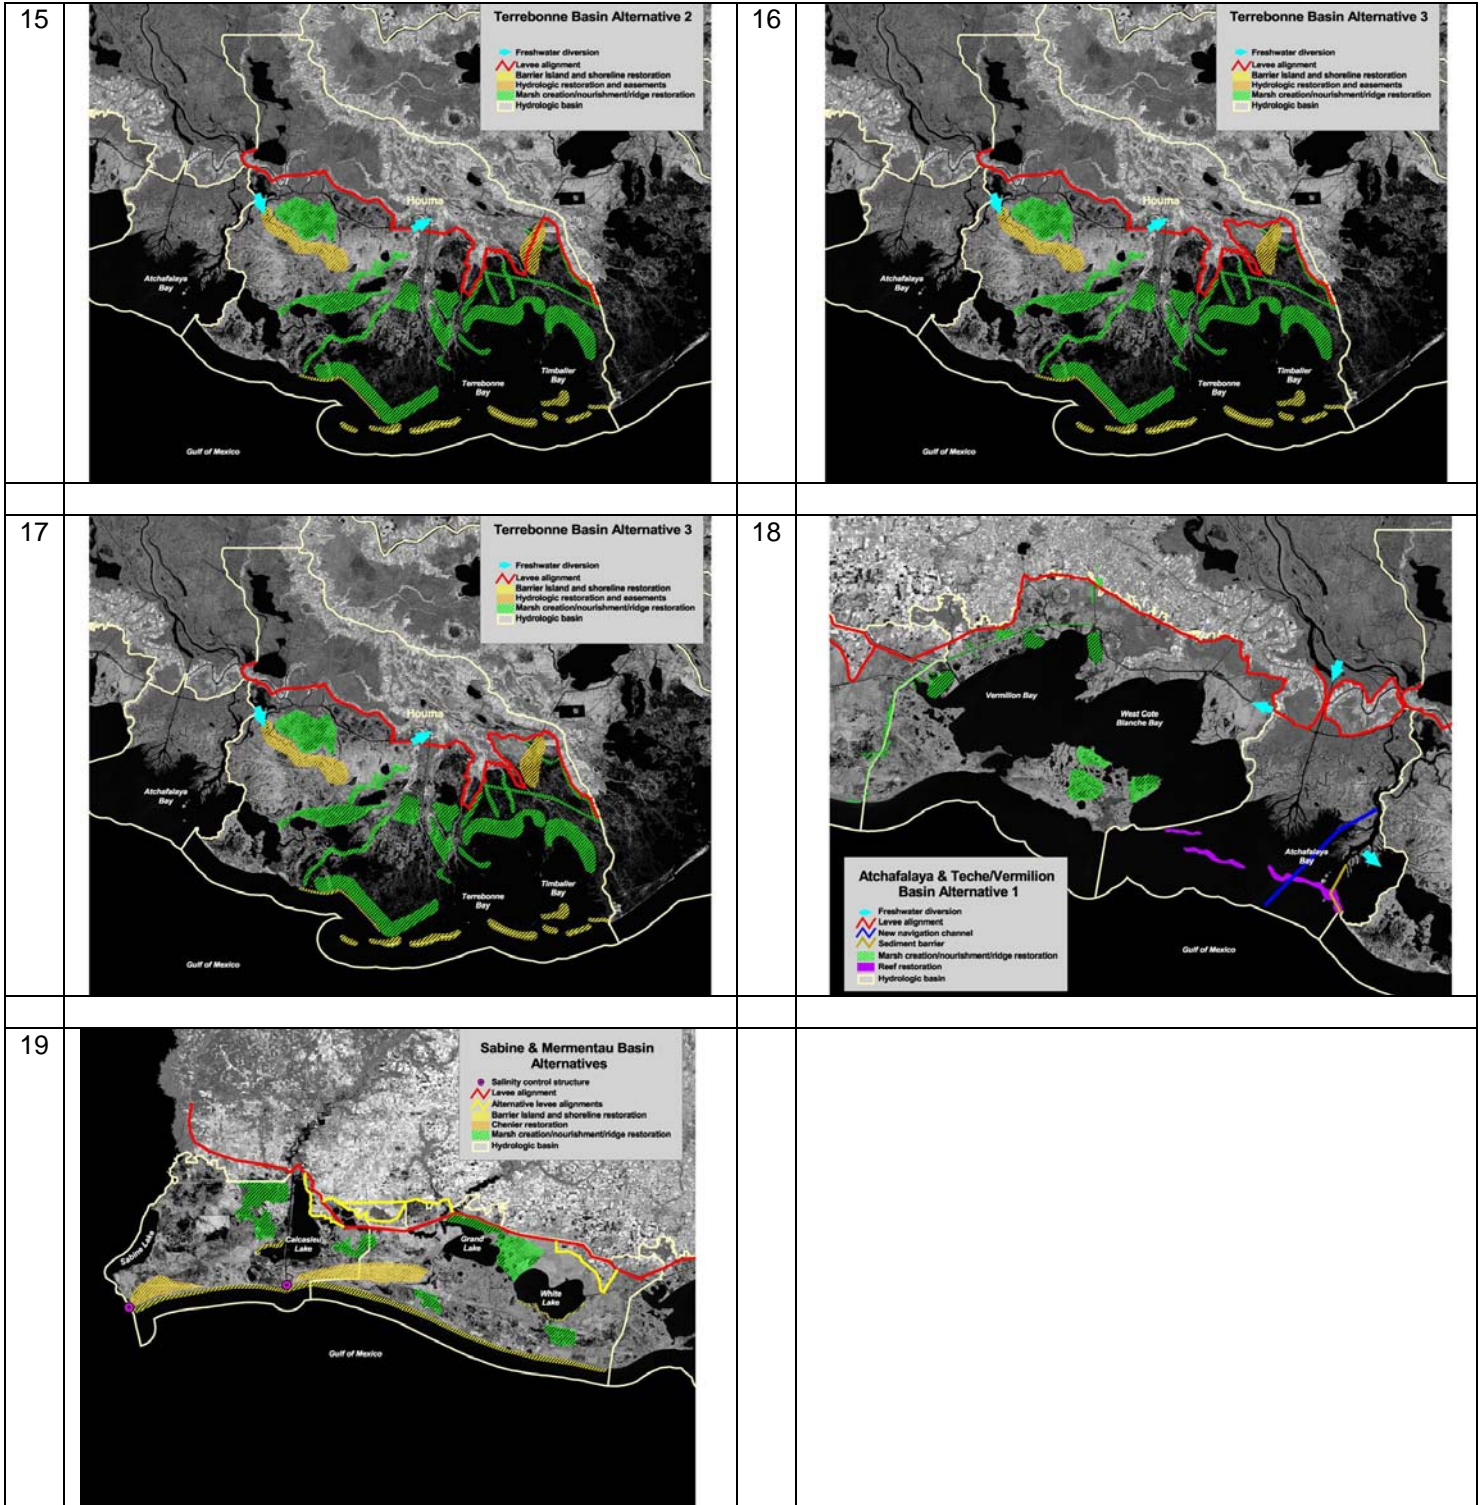 15
Terrebonne Basin Alternative 2
Freshwater diversion
Levee alignment
Barrier Island and shoreline restoration
Hydrologic restoration and easements
Marsh creation/nourishment/ridge restoration
Hydrologic basin
Houma
Atchafalaya
Bay
Timbalier
Bay
Terrebonne
Bay
Gulf of Mexico
16
Terrebonne Basin Alternative 3
Freshwater diversion
Levee alignment
Barrier Island and shoreline restoration
Hydrologic restoration and easements
Marsh creation/nourishment/ridge restoration
Hydrologic basin
Houma
Atchafalaya
Bay
Timbalier
Bay
Terrebonne
Bay
Gulf of Mexico
17
Terrebonne Basin Alternative 3
Freshwater diversion
Levee alignment
Barrier Island and shoreline restoration
Hydrologic restoration and easements
Marsh creation/nourishment/ridge restoration
Hydrologic basin
Houma
Atchafalaya
Bay
Timbalier
Bay
Terrebonne
Bay
Gulf of Mexico
18
Vermilion Bay
West Cote
Blanche Bay
Atchafalaya
Bay
Gulf of Mexico
Atchafalaya & Teche/Vermilion
Basin Alternative 1
Freshwater diversion
Levee alignment
New navigation channel
Sediment barrier
Marsh creation/nourishment/ridge restoration
Reef restoration
Hydrologic basin
19
Sabine & Mermentau Basin
Alternatives
Salinity control structure
Levee alignment
Alternative levee alignments
Barrier Island and shoreline restoration
Chenier restoration
Marsh creation/nourishment/ridge restoration
Hydrologic basin
Sabine Lake
Calcasieu
Lake
Grand
Lake
White
Lake
Gulf of Mexico